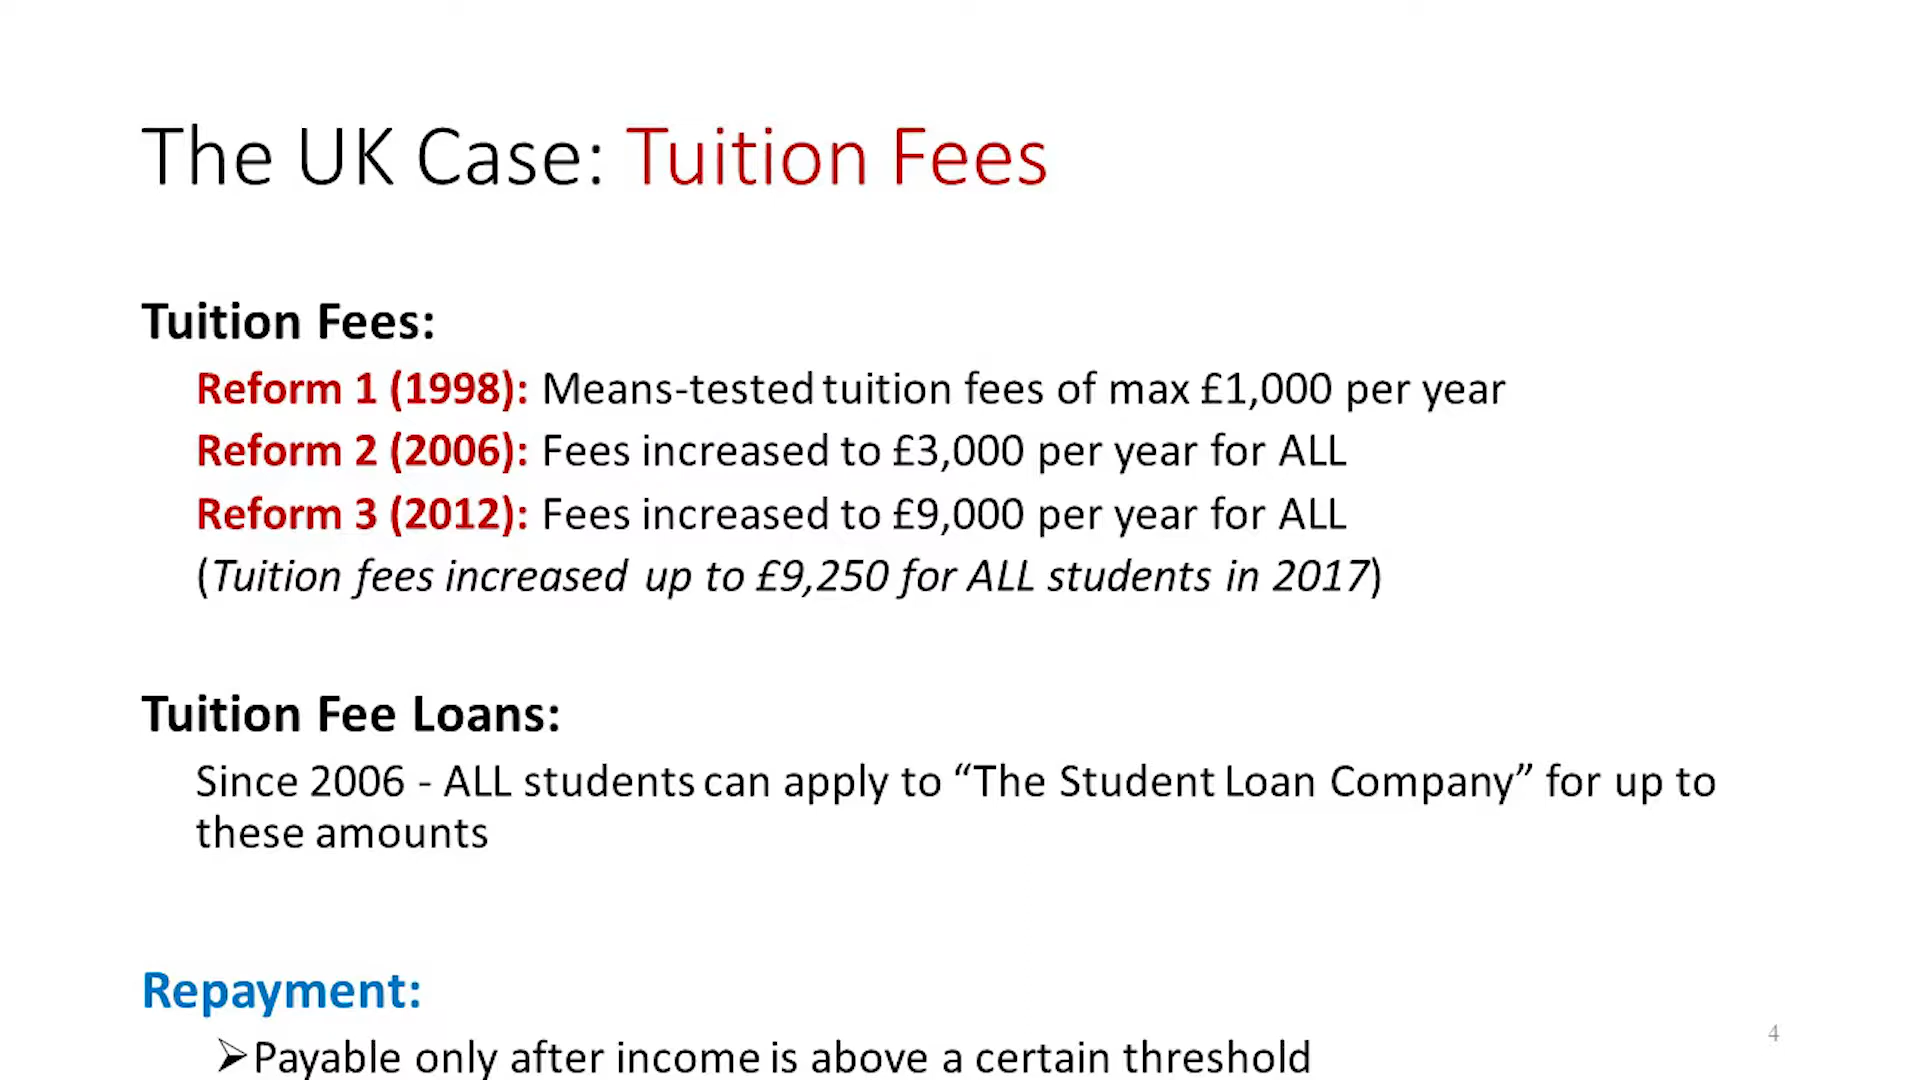 The UK Case: Tuition Fees
Tuition Fees:
Reform 1 (1998): Means-tested tuition fees of max £1,000 per year
Reform 2 (2006): Fees increased to £3,000 per year for ALL
Reform 3 (2012): Fees increased to £9,000 per year for ALL
(Tuition fees increased up to £9,250 for ALL students in 2017)
Tuition Fee Loans:
Since 2006 - ALL students can apply to “The Student Loan Company” for up to
these amounts
Repayment:
➢Payable only after income is above a certain threshold
4